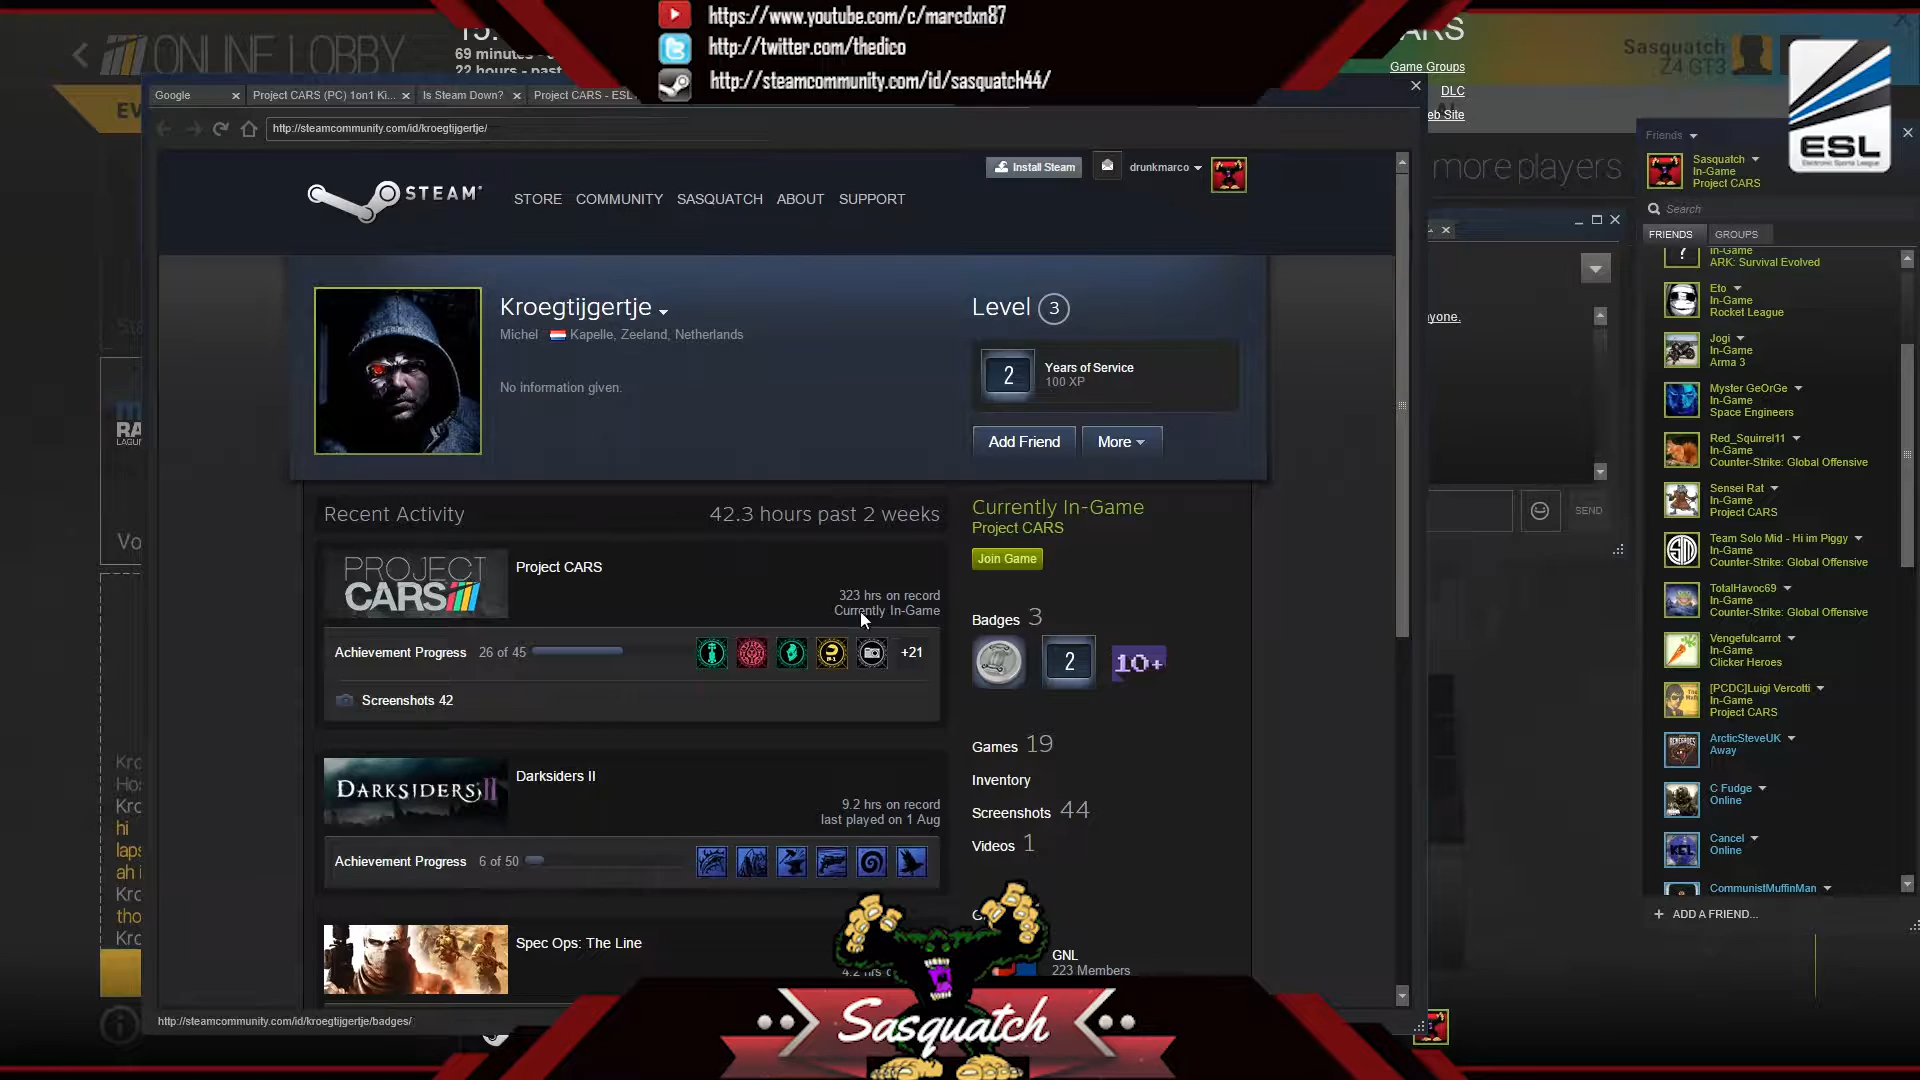 https://www.youtube.com/c/marcdxn87
http://twitter.com/thedico
http://steamcommunity.com/id/sasquatch44/
ONLINE LOBBY
69 minutes
22 hours - past
Game Groups
DLC
Sasquatch
Z4 GT3
ESL
Electronic Sports League
more players
Google
Project CARS (PC) 1on1 Ki...
Is Steam Down?
Project CARS - ESL
http://steamcommunity.com/id/kroegtijgertje/
Install Steam
drunkmarco
STEAM
STORE
COMMUNITY
SASQUATCH
ABOUT
SUPPORT
Kroegtijgertje
Michel
Kapelle, Zeeland, Netherlands
No information given.
Level 3
2
Years of Service
100 XP
Add Friend
More
Recent Activity
42.3 hours past 2 weeks
PROJECT CARS
Project CARS
323 hrs on record
Currently In-Game
Achievement Progress 26 of 45
+21
Screenshots 42
DARKSIDERS II
Darksiders II
9.2 hrs on record
last played on 1 Aug
Achievement Progress 6 of 50
Spec Ops: The Line
Currently In-Game
Project CARS
Join Game
Badges 3
2
10+
Games 19
Inventory
Screenshots 44
Videos 1
GNL
223 Members
http://steamcommunity.com/id/kroegtijgertje/badges/
Sasquatch
hi
SEND
Friends
Sasquatch
In-Game
Project CARS
Search
FRIENDS
GROUPS
In-Game
ARK: Survival Evolved
Eto
In-Game
Rocket League
Jogi
In-Game
Arma 3
Myster GeOrGe
In-Game
Space Engineers
Red_Squirrel11
In-Game
Counter-Strike: Global Offensive
Sensei Rat
In-Game
Project CARS
Team Solo Mid - Hi im Piggy
In-Game
Counter-Strike: Global Offensive
TotalHavoc69
In-Game
Counter-Strike: Global Offensive
Vengefulcarrot
In-Game
Clicker Heroes
[PCDC]Luigi Vercotti
In-Game
Project CARS
ArcticSteveUK
Away
C Fudge
Online
Cancel
Online
CommunistMuffinMan
+ ADD A FRIEND...